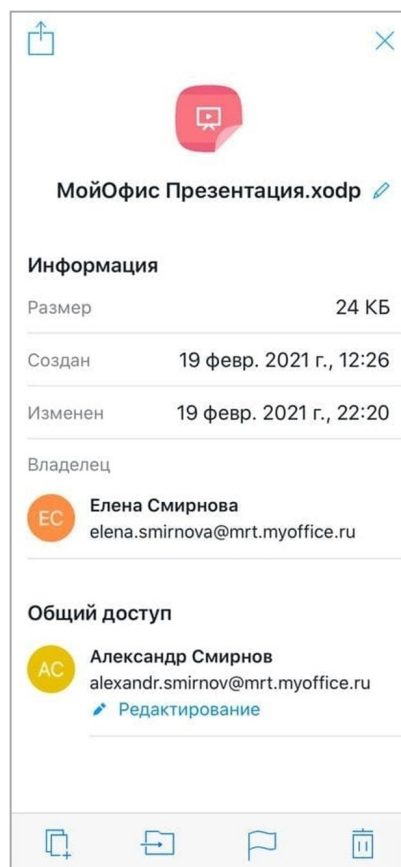 МойОфис Презентация.xodp
Информация
Размер 24 КБ
Создан 19 февр. 2021 г., 12:26
Изменен 19 февр. 2021 г., 22:20
Владелец
ЕС Елена Смирнова
elena.smirnova@mrt.myoffice.ru
Общий доступ
АС Александр Смирнов
alexandr.smirnov@mrt.myoffice.ru
Редактирование